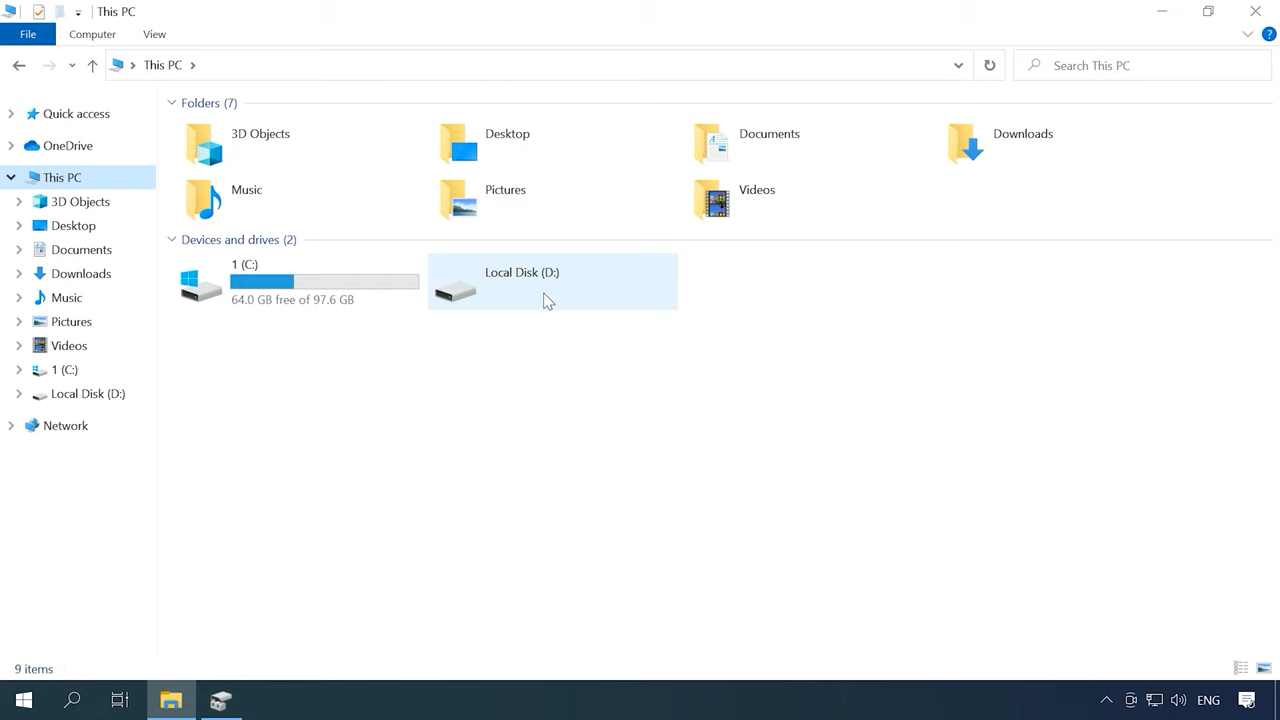 This PC
File
Computer
View
This PC
Search This PC
Quick access
OneDrive
This PC
3D Objects
Desktop
Documents
Downloads
Music
Pictures
Videos
1 (C:)
Local Disk (D:)
Network
Folders (7)
3D Objects
Desktop
Documents
Downloads
Music
Pictures
Videos
Devices and drives (2)
1 (C:)
64.0 GB free of 97.6 GB
Local Disk (D:)
9 items
ENG